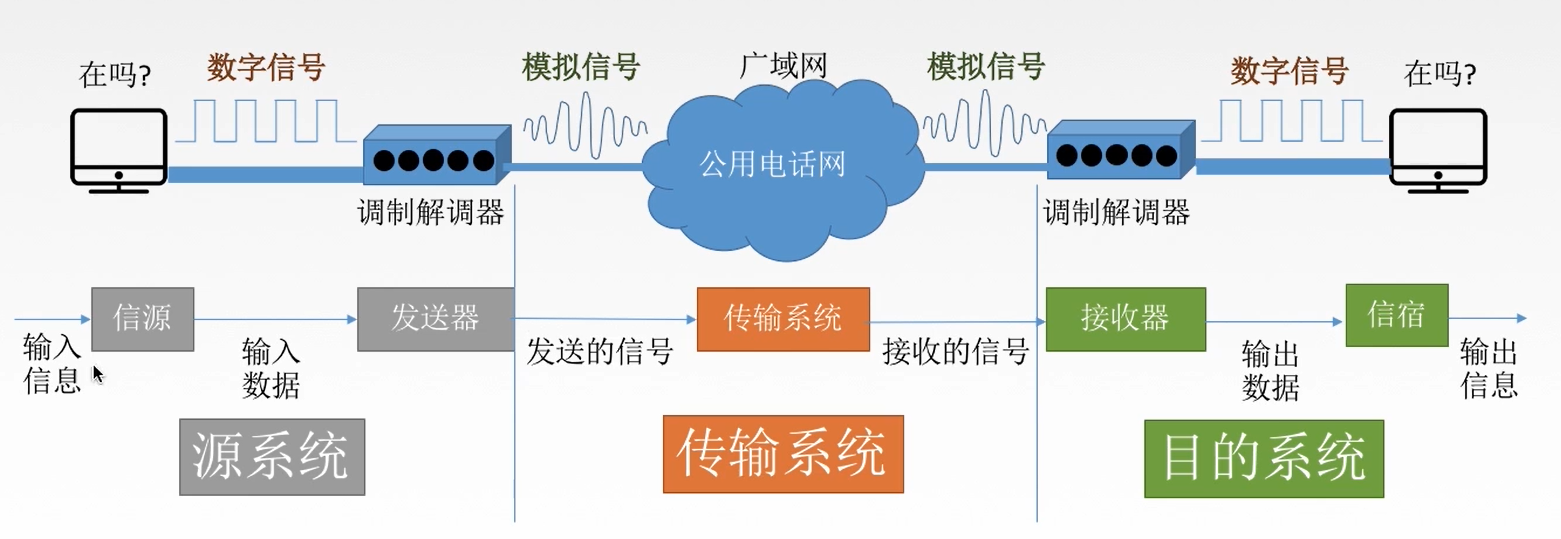 在吗?
数字信号
模拟信号
广域网
模拟信号
数字信号
在吗?
公用电话网
调制解调器
调制解调器
信源
发送器
传输系统
接收器
信宿
输入
信息
输入
数据
发送的信号
接收的信号
输出
数据
输出
信息
源系统
传输系统
目的系统